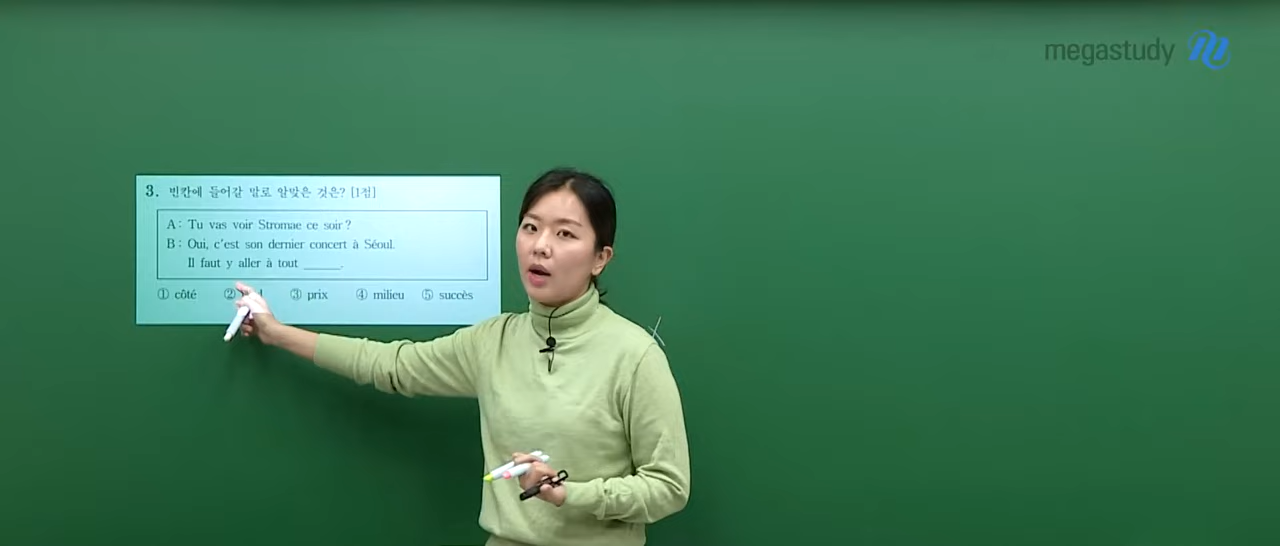 megastudy
3. 빈칸에 들어갈 말로 알맞은 것은? [1점]
A : Tu vas voir Stromae ce soir ?
B : Oui, c'est son dernier concert à Séoul.
Il faut y aller à tout ______.
① côté ② ③ prix ④ milieu ⑤ succès